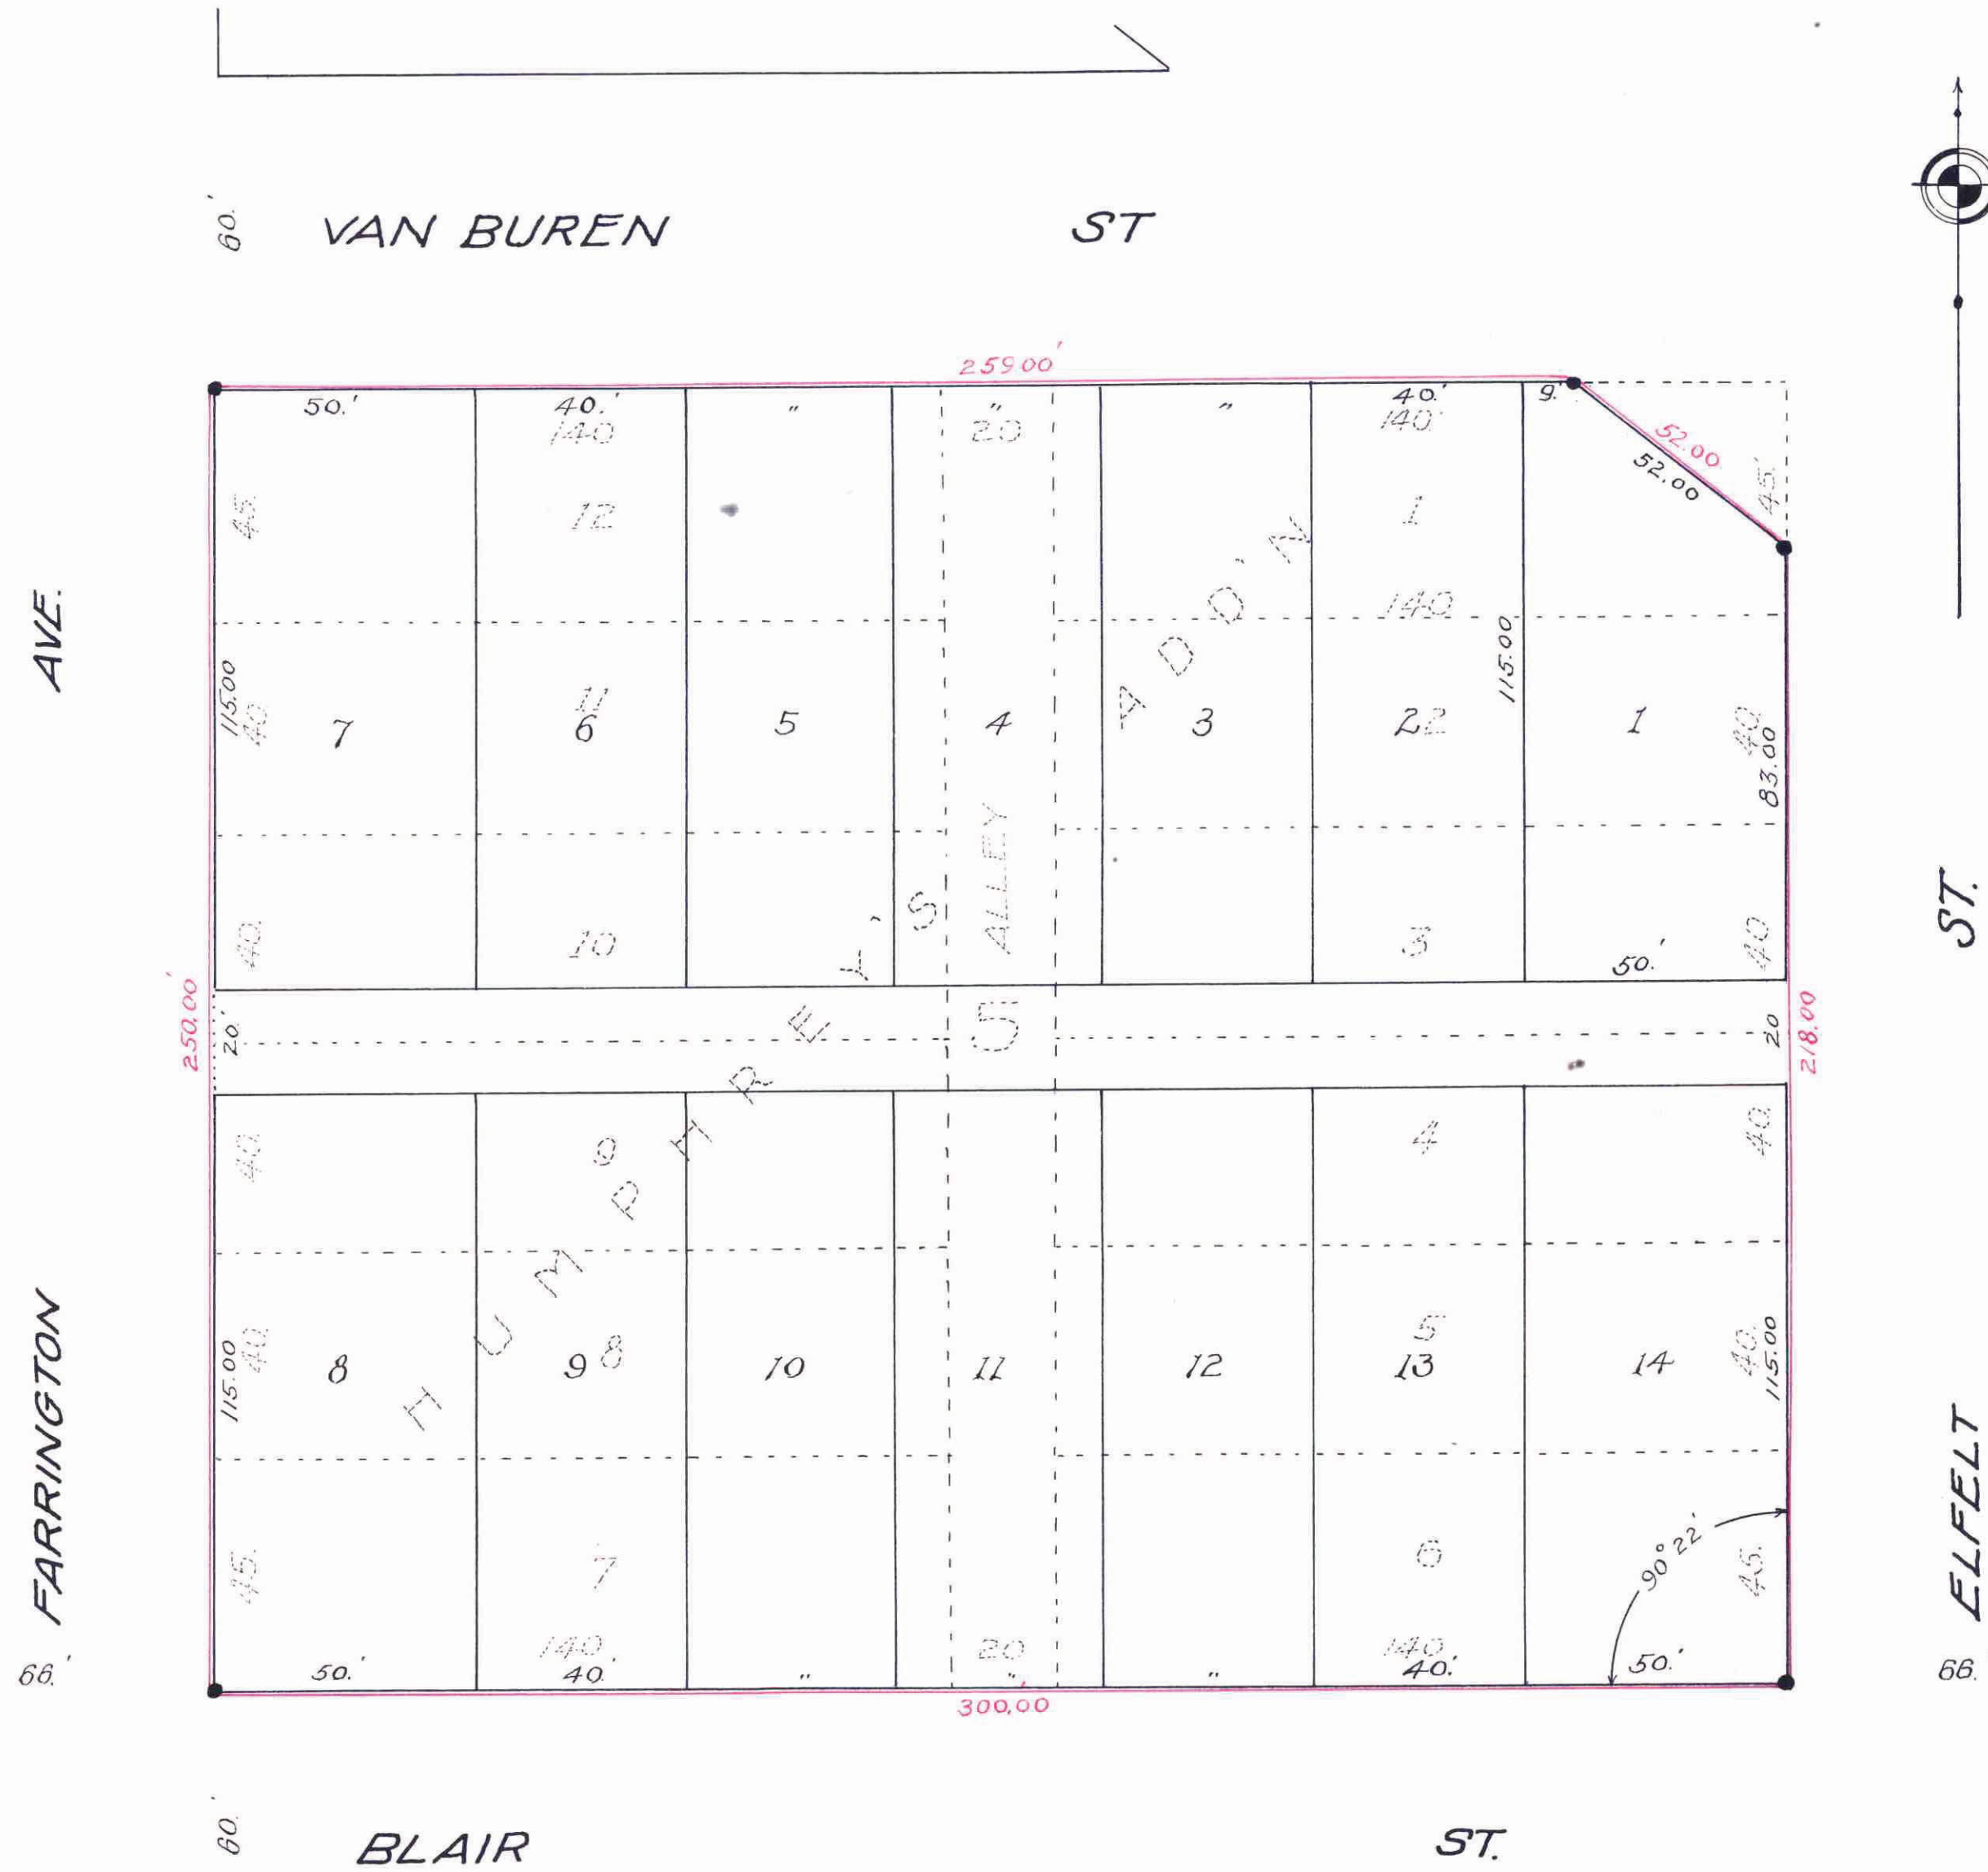 60.'
VAN BUREN ST
259.00'
50.' 40.' " " " 40.' 9.'
140 20 140
52.00
52.00
45. 12 1 45.'
AVE.
140
115.00 115.00
40 11 40
7 6 5 4 3 2 2 1
83.00
ALLEY
40. 10 3 40
50.'
ST.
250.00' 20.' 5 20 218.00
HUMPHREY'S ADD'N
40. 9 4 40.
40. 8 5 40.
115.00 8 9 10 11 12 13 14 115.00
FARRINGTON
ELFELT
90°22'
45. 7 6 45.
140 20 140
66.' 50.' 40.' " " " 40.' 50.' 66.
300.00
60.'
BLAIR ST.